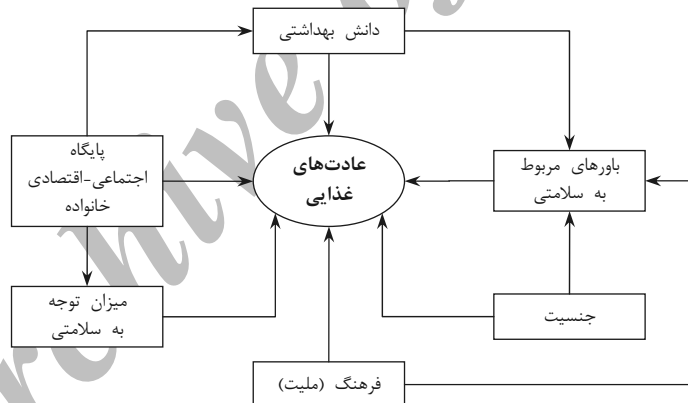 دانش بهداشتی
پایگاه
اجتماعی-اقتصادی
خانواده
عادت‌های
غذایی
باورهای مربوط
به سلامتی
میزان توجه
به سلامتی
جنسیت
فرهنگ (ملیت)